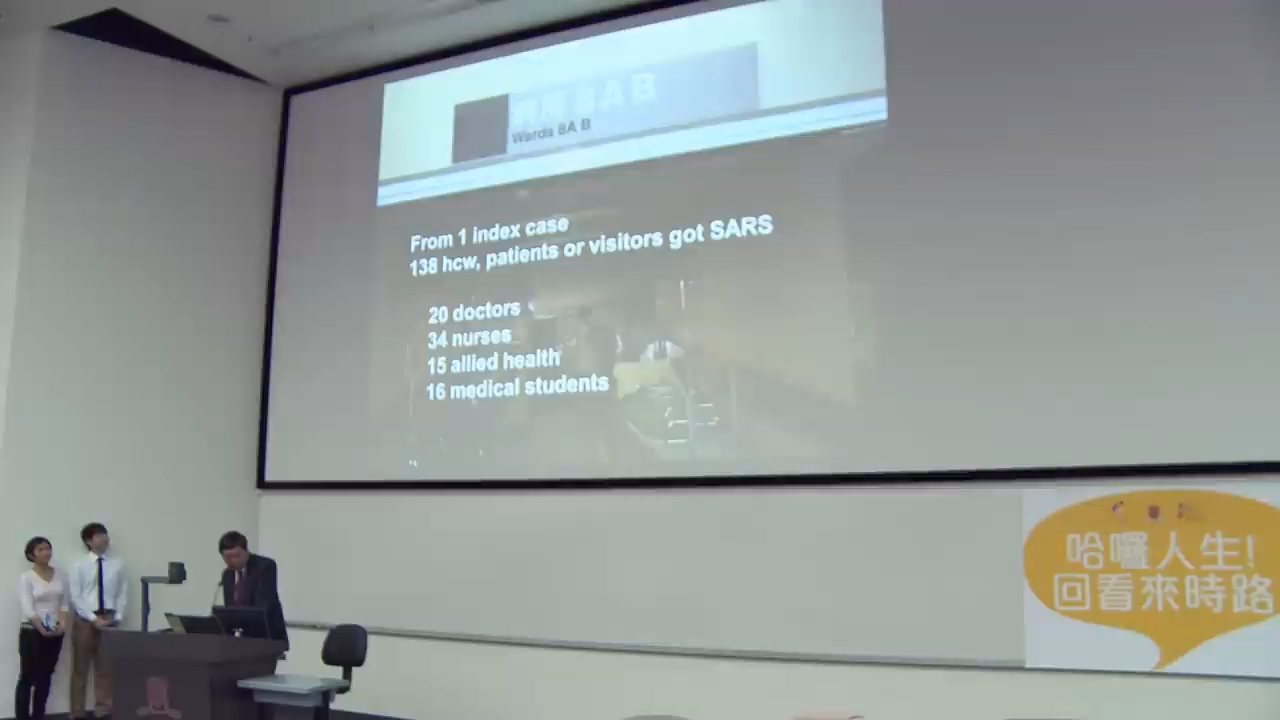 8A B
Wards 8A B
From 1 index case
138 hcw, patients or visitors got SARS
20 doctors
34 nurses
15 allied health
16 medical students
哈囉人生!
回看來時路